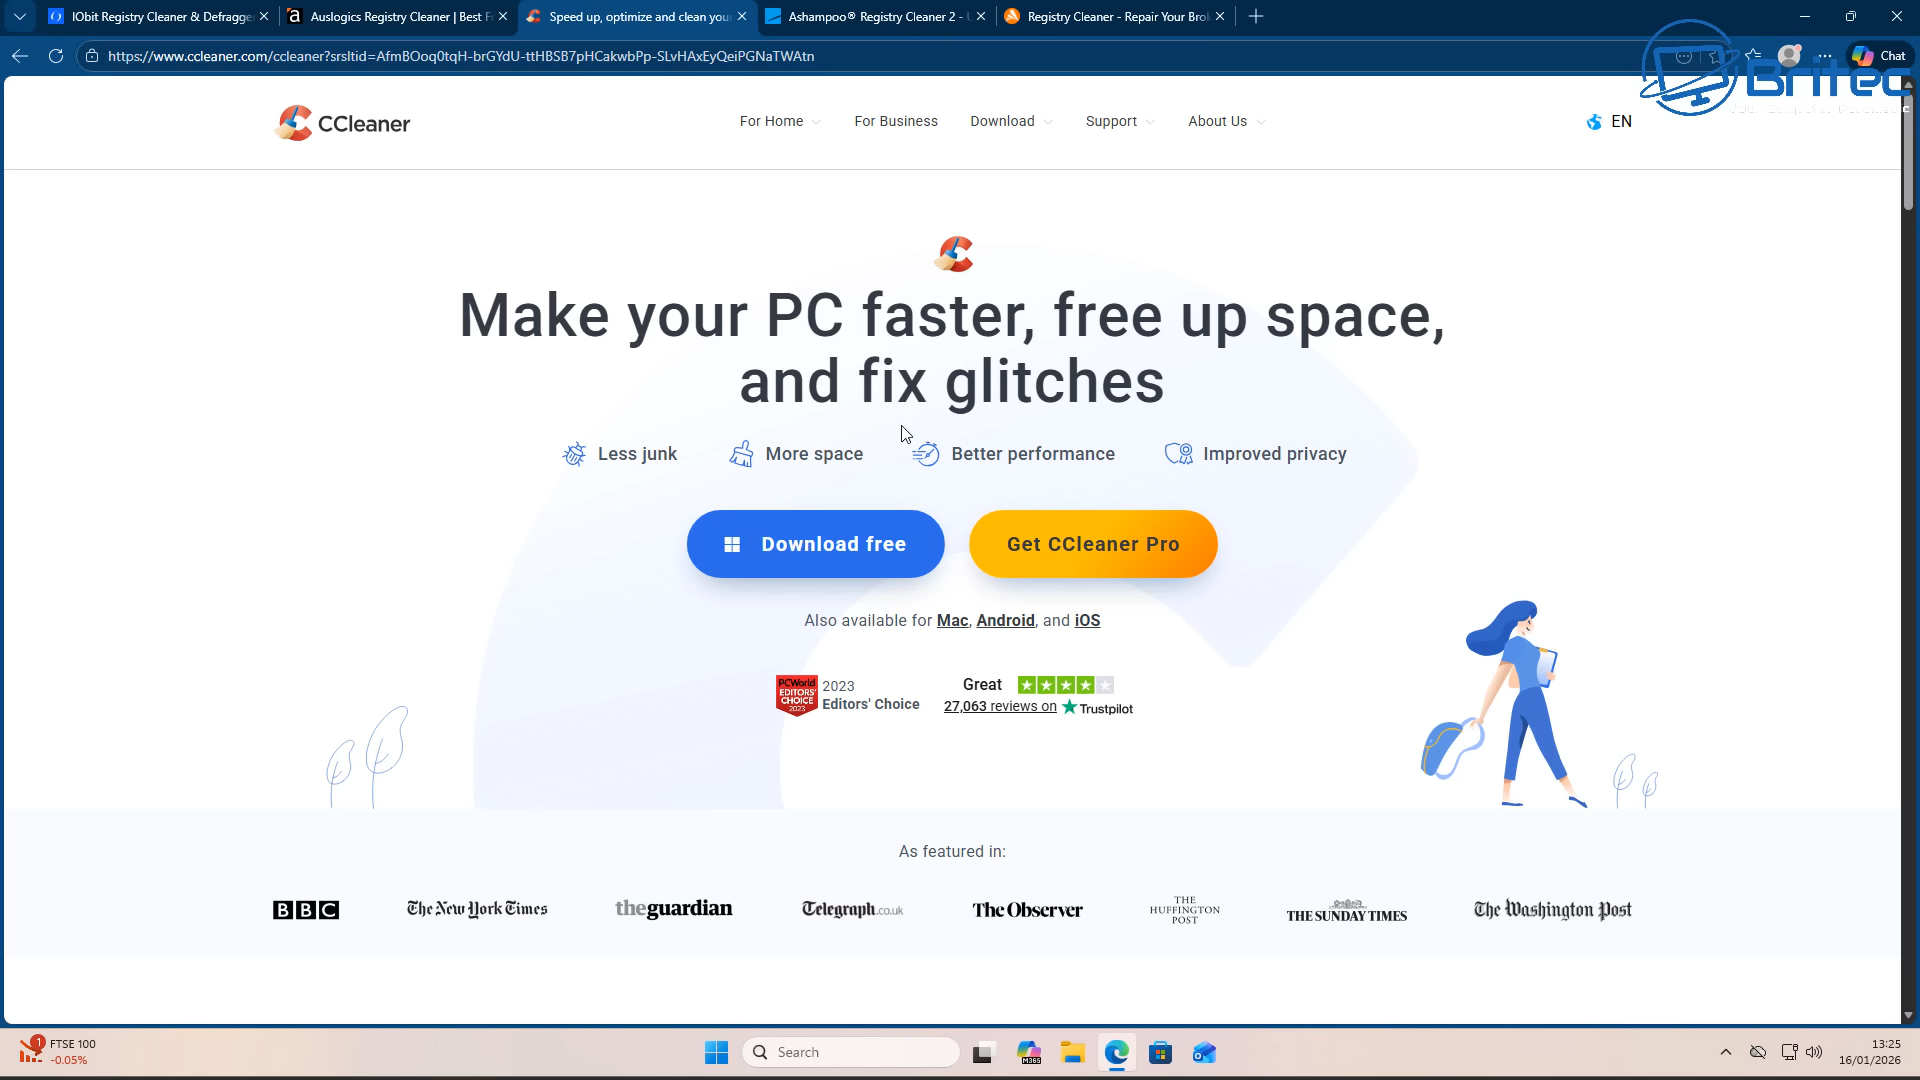 IObit Registry Cleaner & Defragge
Auslogics Registry Cleaner | Best F
Speed up, optimize and clean your
Ashampoo® Registry Cleaner 2 -
Registry Cleaner - Repair Your Bro
https://www.ccleaner.com/ccleaner?srsltid=AfmBOoq0tqH-brGYdU-ttHBSB7pHCakwbPp-SLvHAxEyQeiPGNaTWAtn
Chat
Britec
CCleaner
For Home
For Business
Download
Support
About Us
EN
Make your PC faster, free up space,
and fix glitches
Less junk
More space
Better performance
Improved privacy
Download free
Get CCleaner Pro
Also available for Mac, Android, and iOS
PCWorld
EDITORS'
CHOICE
2023
2023
Editors' Choice
Great
27,063 reviews on Trustpilot
As featured in:
BBC
The New York Times
theguardian
Telegraph.co.uk
The Observer
THE
HUFFINGTON
POST
THE SUNDAY TIMES
The Washington Post
1
FTSE 100
-0.05%
Search
M365
13:25
16/01/2026